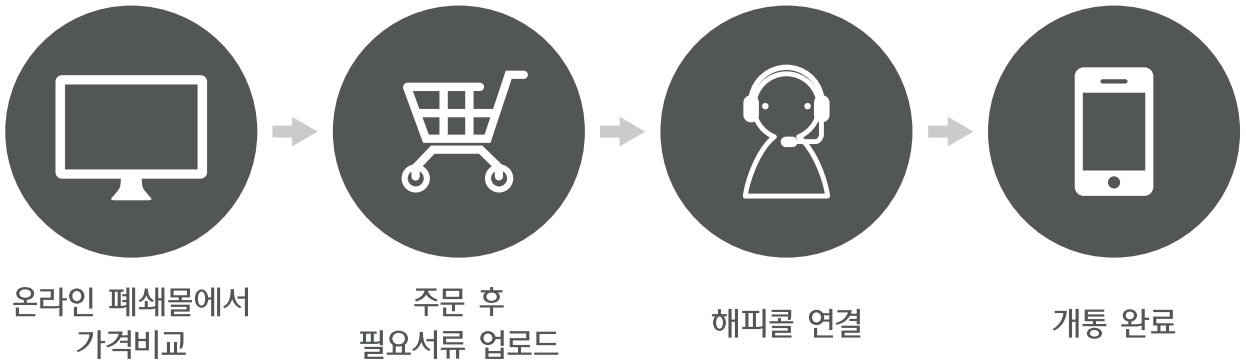 온라인 폐쇄몰에서
가격비교
주문 후
필요서류 업로드
해피콜 연결
개통 완료